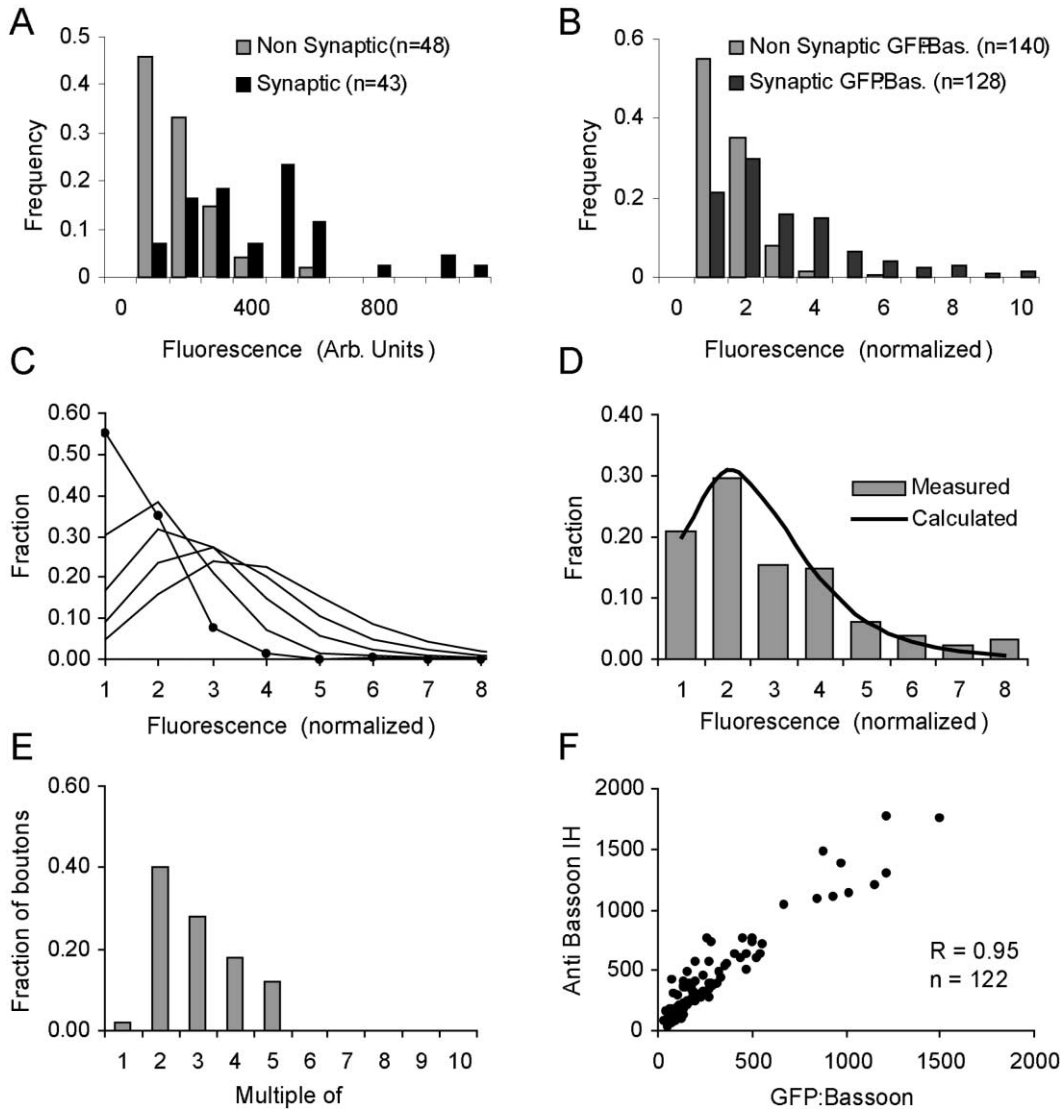 A
0.5
0.4
0.3
0.2
0.1
0
Frequency
Non Synaptic (n=48)
Synaptic (n=43)
0 400 800
Fluorescence (Arb. Units)
B
0.6
0.4
0.2
0
Frequency
Non Synaptic GFP:Bas. (n=140)
Synaptic GFP:Bas. (n=128)
0 2 4 6 8 10
Fluorescence (normalized)
C
0.60
0.50
0.40
0.30
0.20
0.10
0.00
Fraction
1 2 3 4 5 6 7 8
Fluorescence (normalized)
D
0.40
0.30
0.20
0.10
0.00
Fraction
Measured
Calculated
1 2 3 4 5 6 7 8
Fluorescence (normalized)
E
0.60
0.40
0.20
0.00
Fraction of boutons
1 2 3 4 5 6 7 8 9 10
Multiple of
F
2000
1500
1000
500
0
Anti Bassoon IH
R = 0.95
n = 122
0 500 1000 1500 2000
GFP:Bassoon